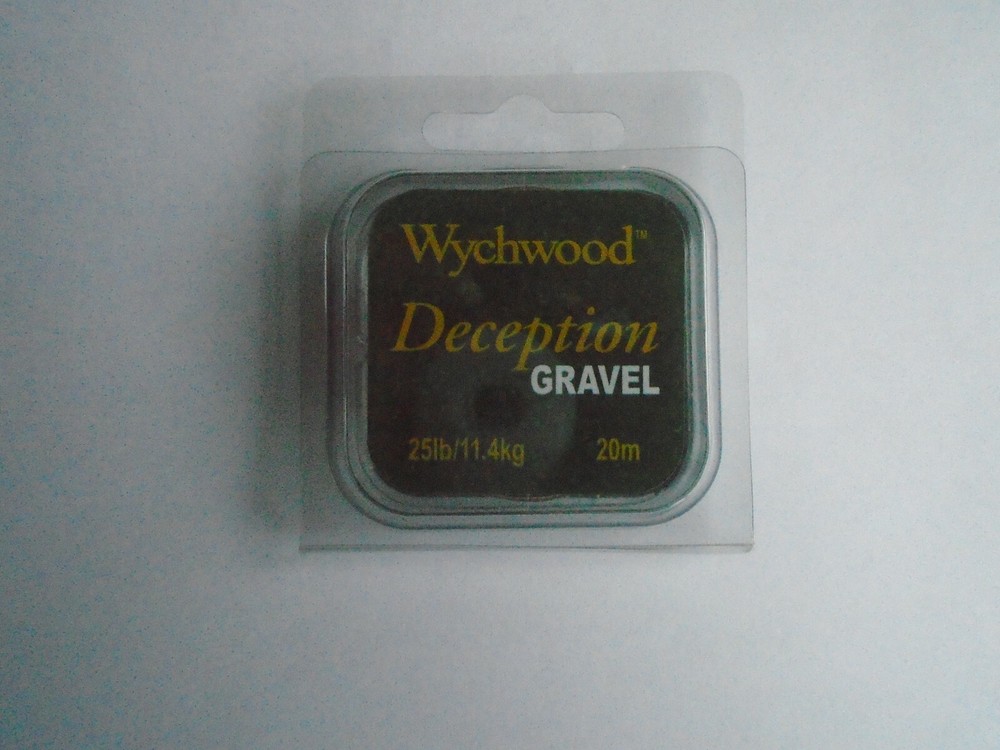 Wychwood™
Deception
GRAVEL
25lb/11.4kg 20m